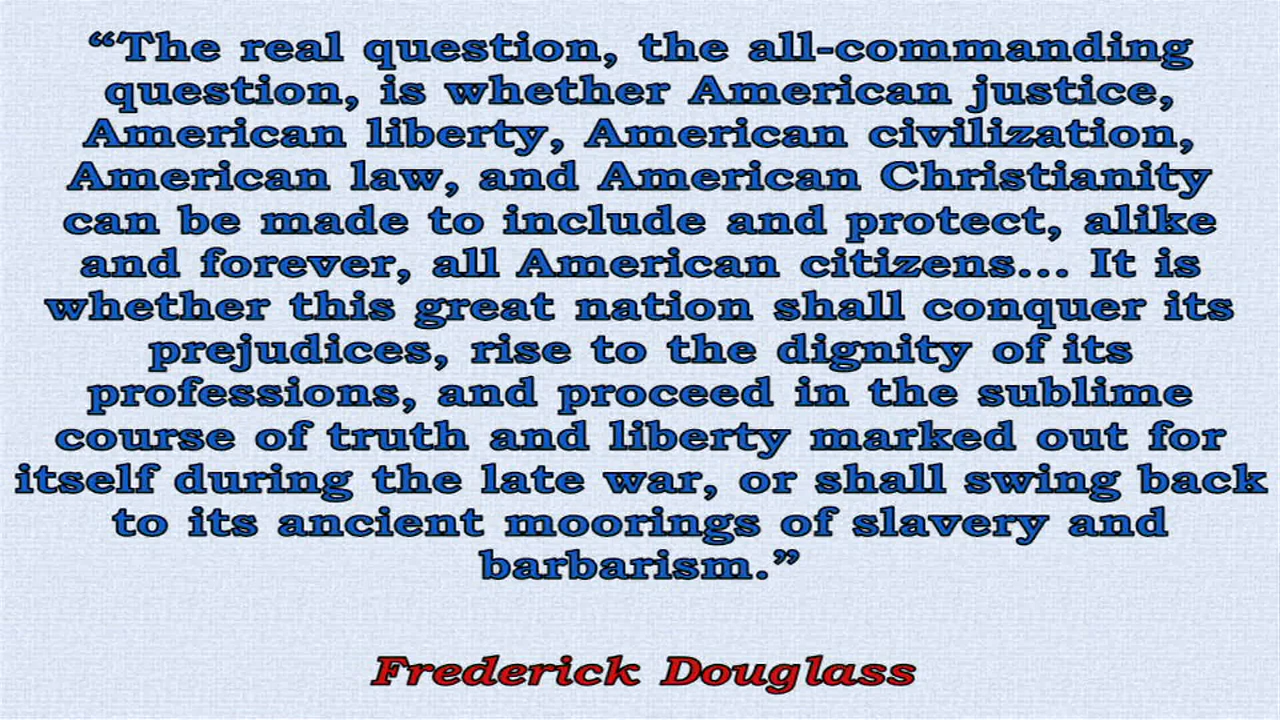 “The real question, the all-commanding
question, is whether American justice,
American liberty, American civilization,
American law, and American Christianity
can be made to include and protect, alike
and forever, all American citizens... It is
whether this great nation shall conquer its
prejudices, rise to the dignity of its
professions, and proceed in the sublime
course of truth and liberty marked out for
itself during the late war, or shall swing back
to its ancient moorings of slavery and
barbarism.”
Frederick Douglass